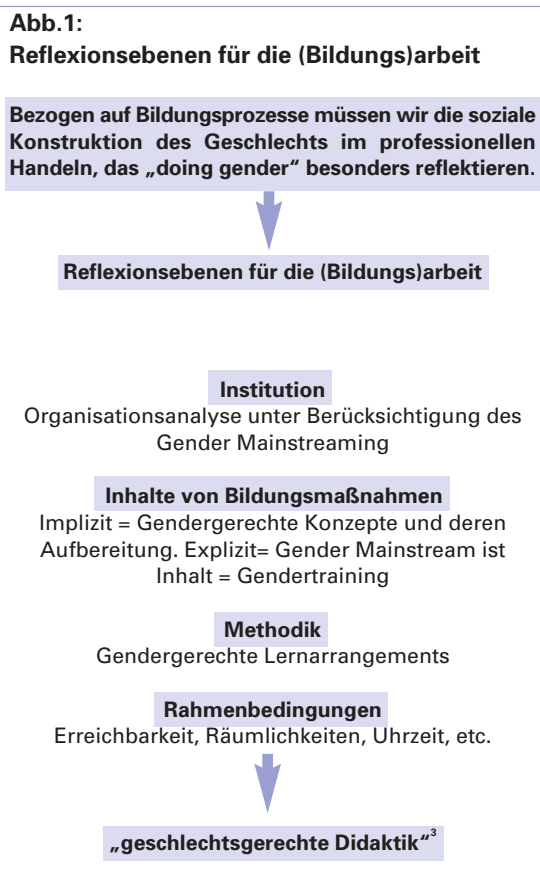 Abb.1:
Reflexionsebenen für die (Bildungs)arbeit
Bezogen auf Bildungsprozesse müssen wir die soziale
Konstruktion des Geschlechts im professionellen
Handeln, das „doing gender“ besonders reflektieren.
Reflexionsebenen für die (Bildungs)arbeit
Institution
Organisationsanalyse unter Berücksichtigung des
Gender Mainstreaming
Inhalte von Bildungsmaßnahmen
Implizit = Gendergerechte Konzepte und deren
Aufbereitung. Explizit= Gender Mainstream ist
Inhalt = Gendertraining
Methodik
Gendergerechte Lernarrangements
Rahmenbedingungen
Erreichbarkeit, Räumlichkeiten, Uhrzeit, etc.
„geschlechtsgerechte Didaktik“³